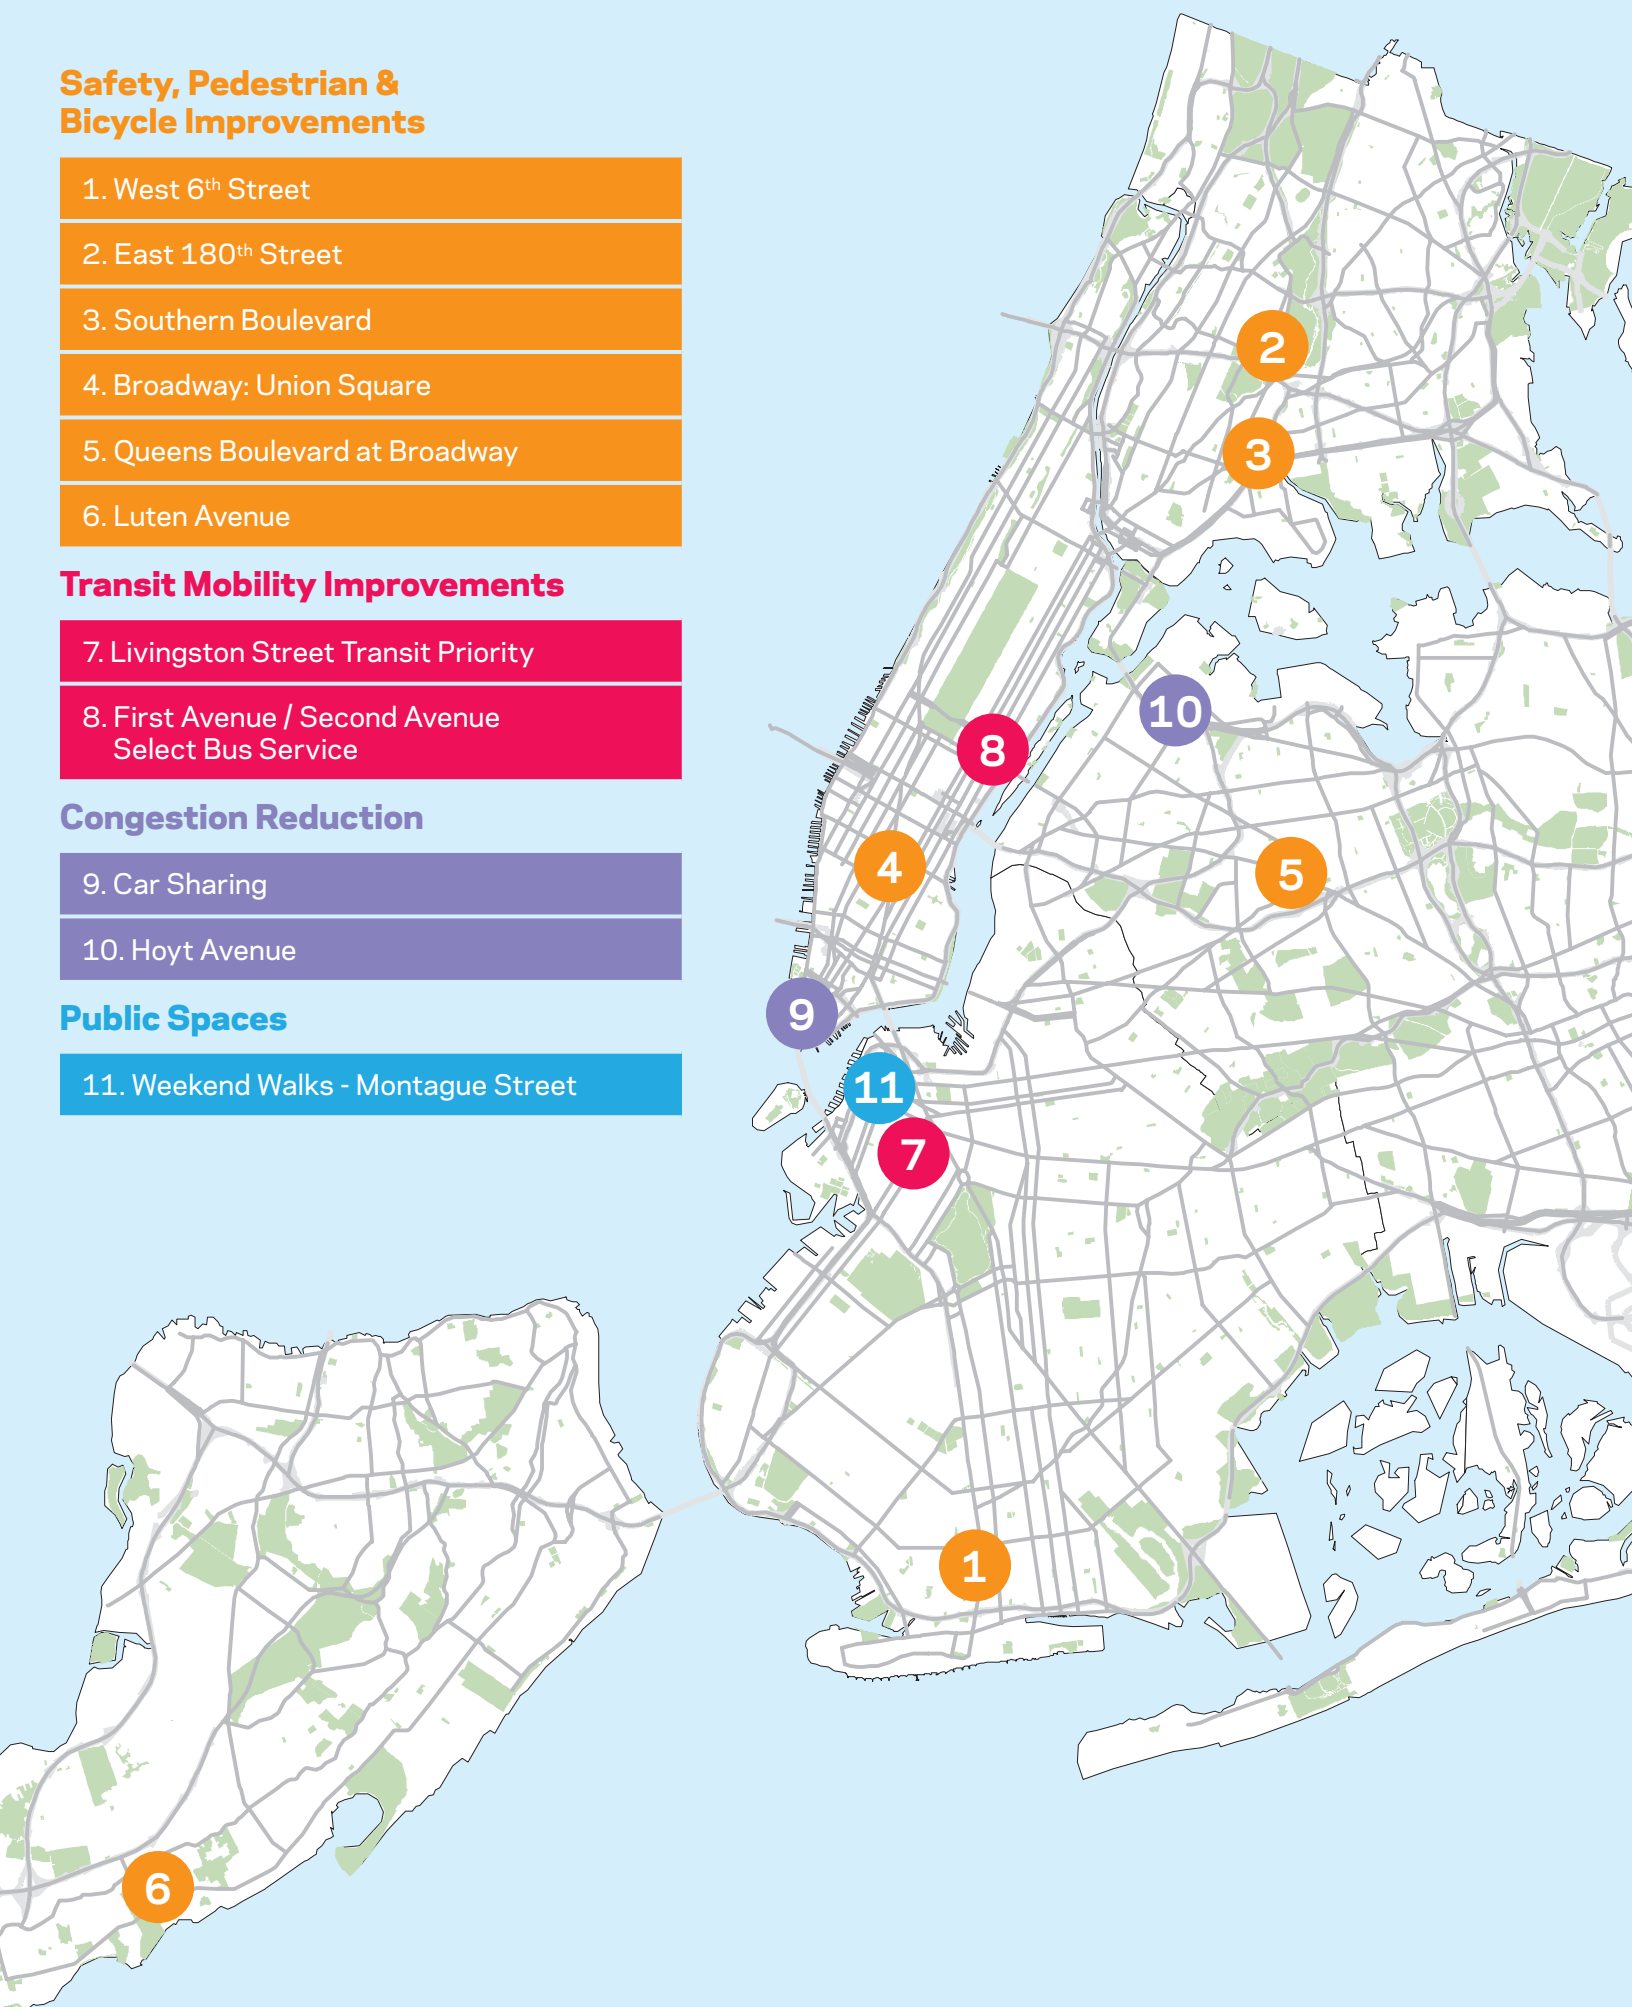 Safety, Pedestrian &
Bicycle Improvements
1. West 6th Street
2. East 180th Street
3. Southern Boulevard
4. Broadway: Union Square
5. Queens Boulevard at Broadway
6. Luten Avenue
Transit Mobility Improvements
7. Livingston Street Transit Priority
8. First Avenue / Second Avenue
Select Bus Service
Congestion Reduction
9. Car Sharing
10. Hoyt Avenue
Public Spaces
11. Weekend Walks - Montague Street
2
3
10
8
4
5
9
11
7
1
6